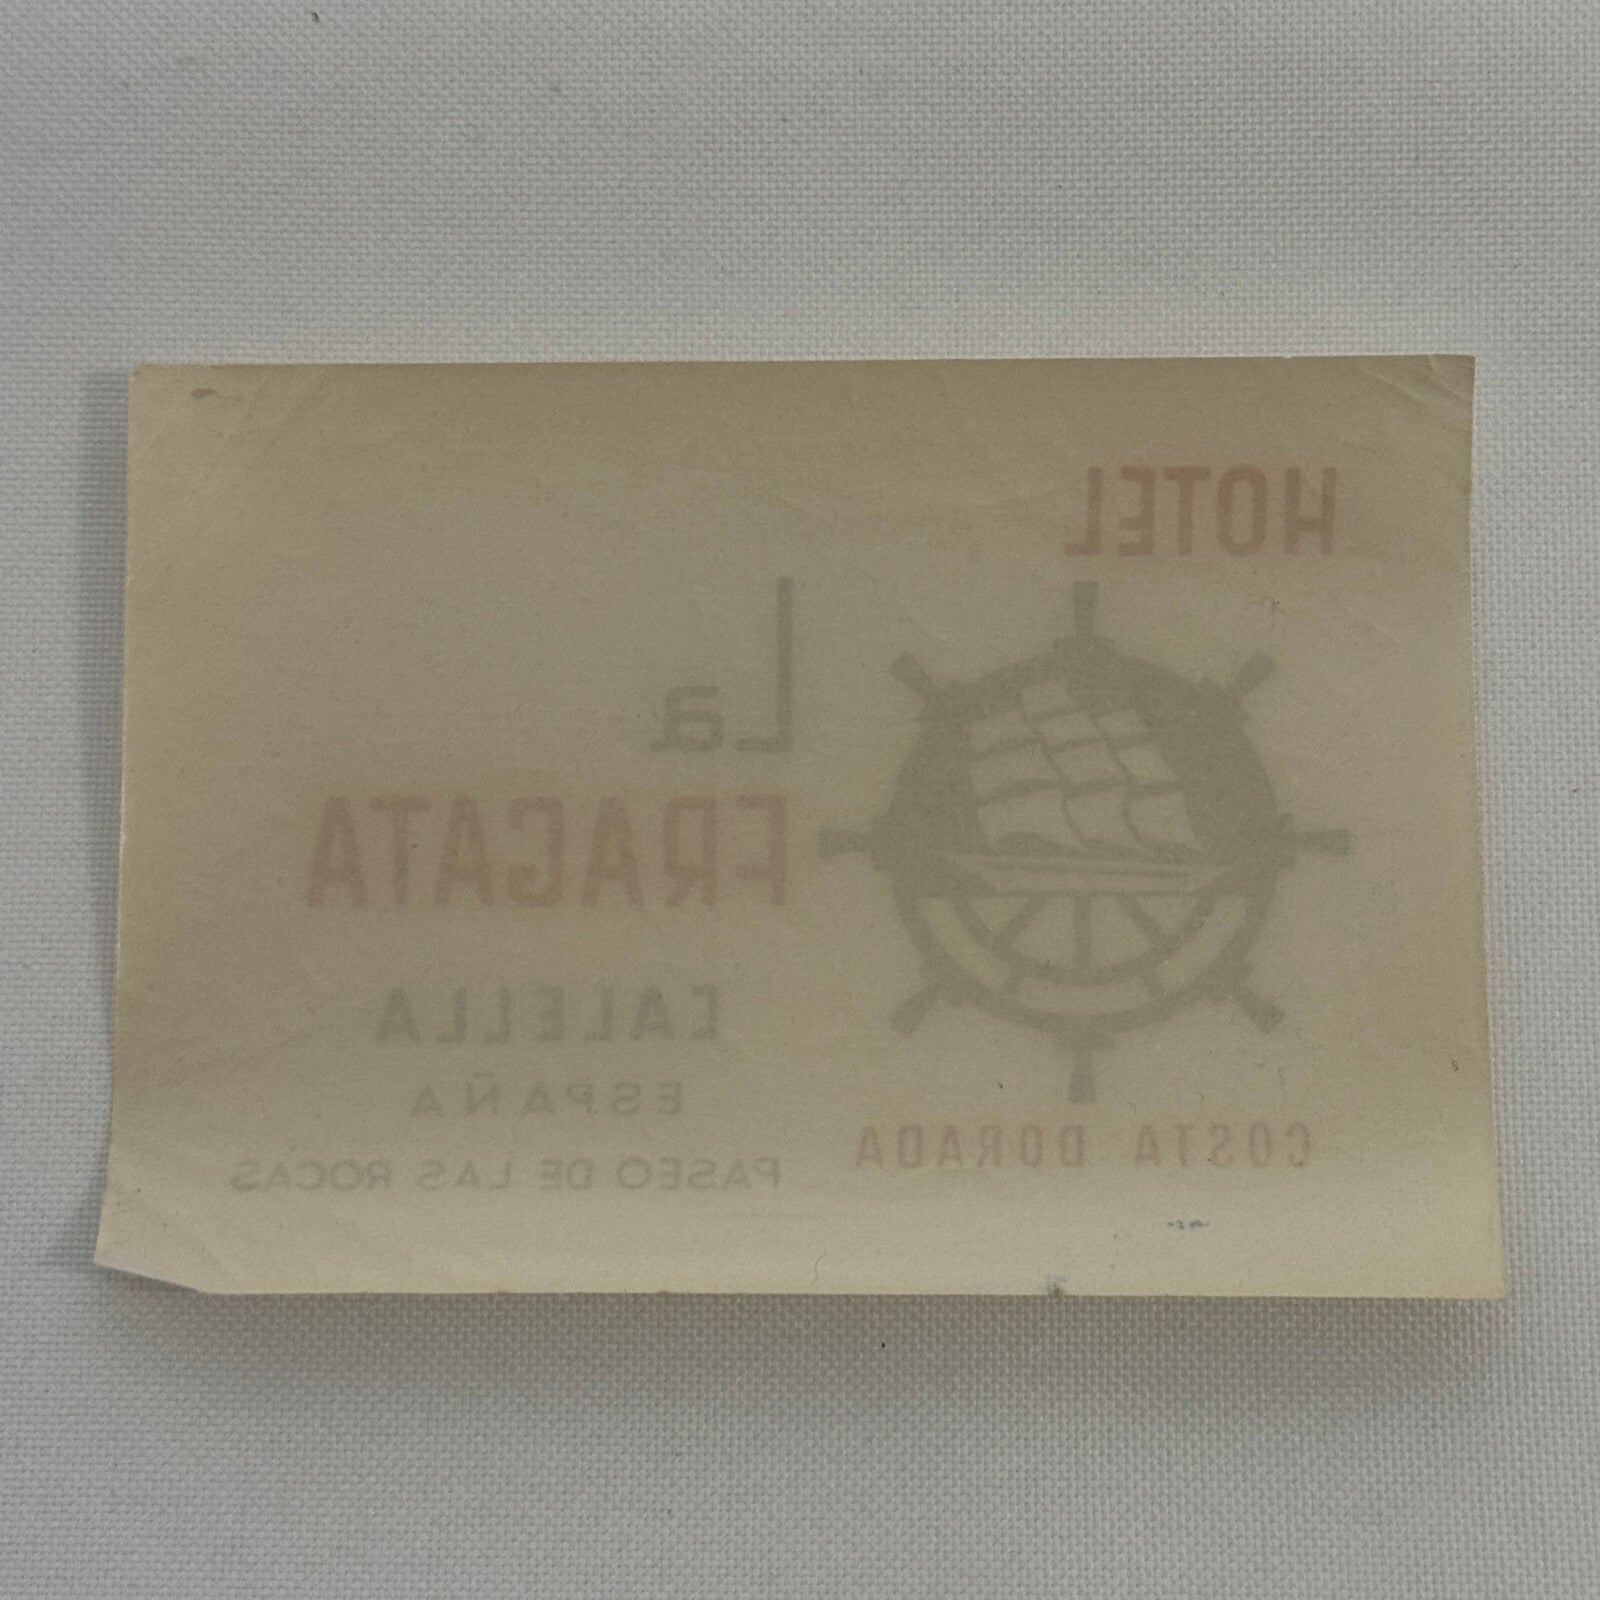 HOTEL
La
FRAGATA
CALELLA
ESPAÑA
PASEO DE LAS ROCAS
COSTA DORADA